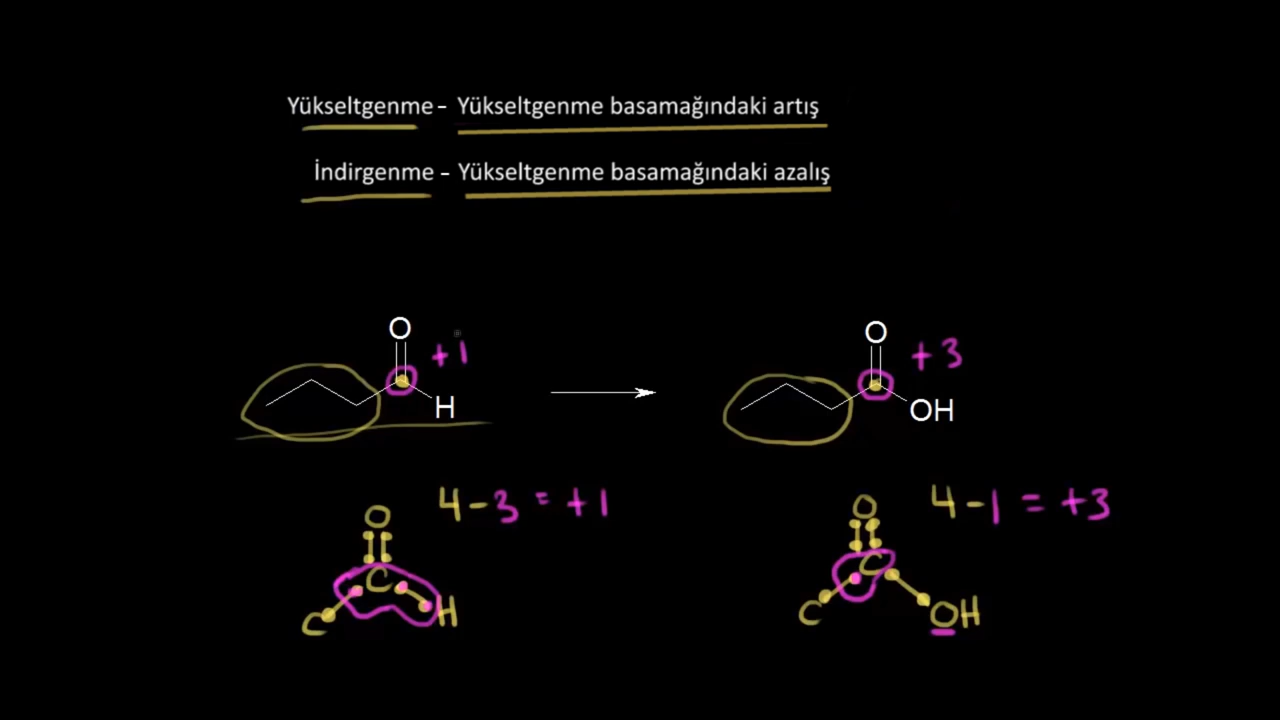 Yükseltgenme - Yükseltgenme basamağındaki artış
İndirgenme - Yükseltgenme basamağındaki azalış
O +1
H
O +3
OH
4-3 = +1
O
C
C H
4-1 = +3
O
C
C OH